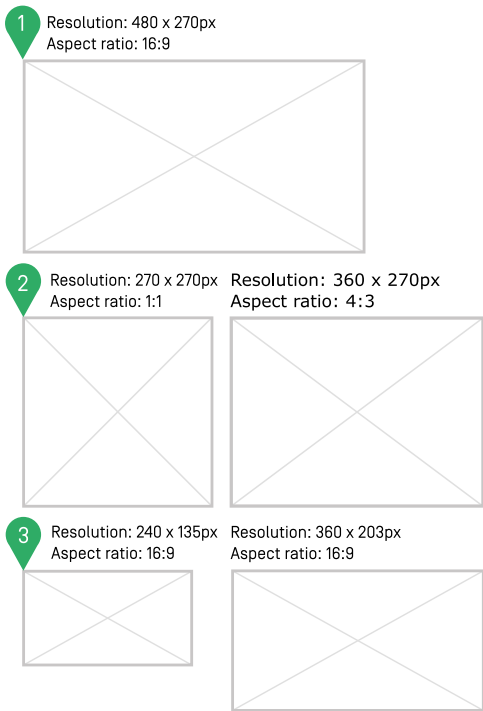 1
Resolution: 480 x 270px
Aspect ratio: 16:9
2
Resolution: 270 x 270px
Aspect ratio: 1:1
Resolution: 360 x 270px
Aspect ratio: 4:3
3
Resolution: 240 x 135px
Aspect ratio: 16:9
Resolution: 360 x 203px
Aspect ratio: 16:9